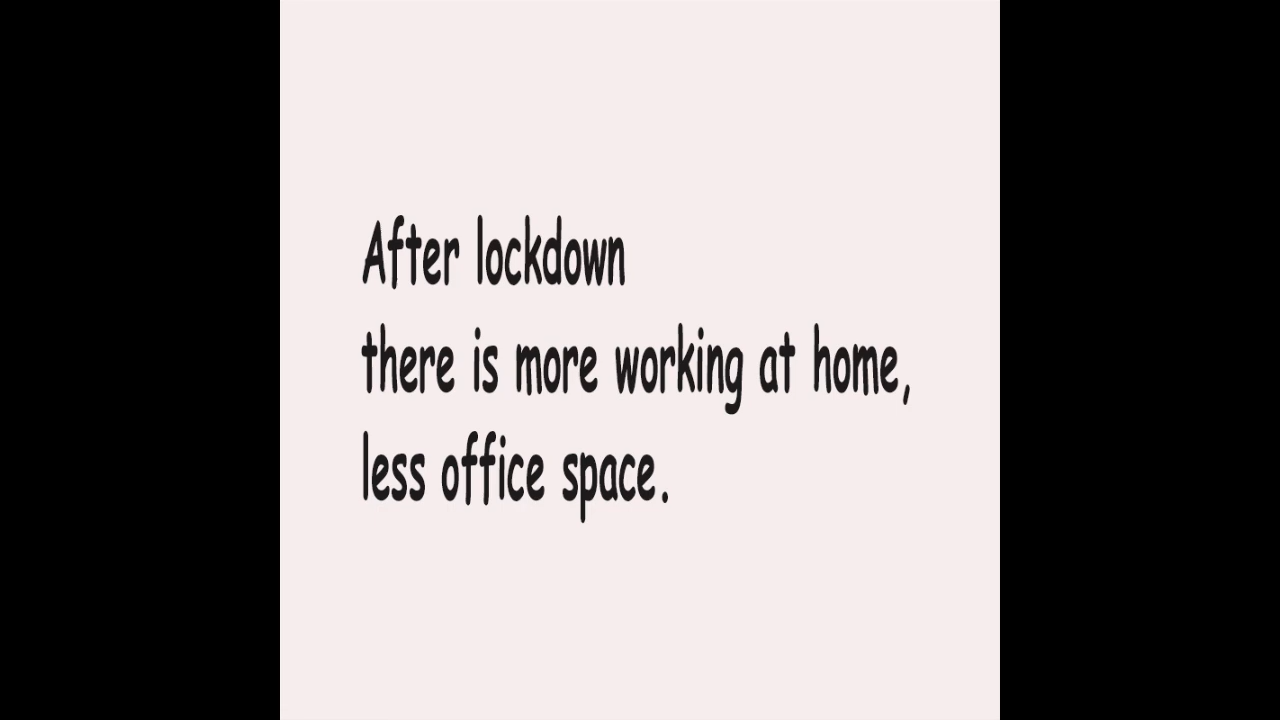 After lockdown
there is more working at home,
less office space.